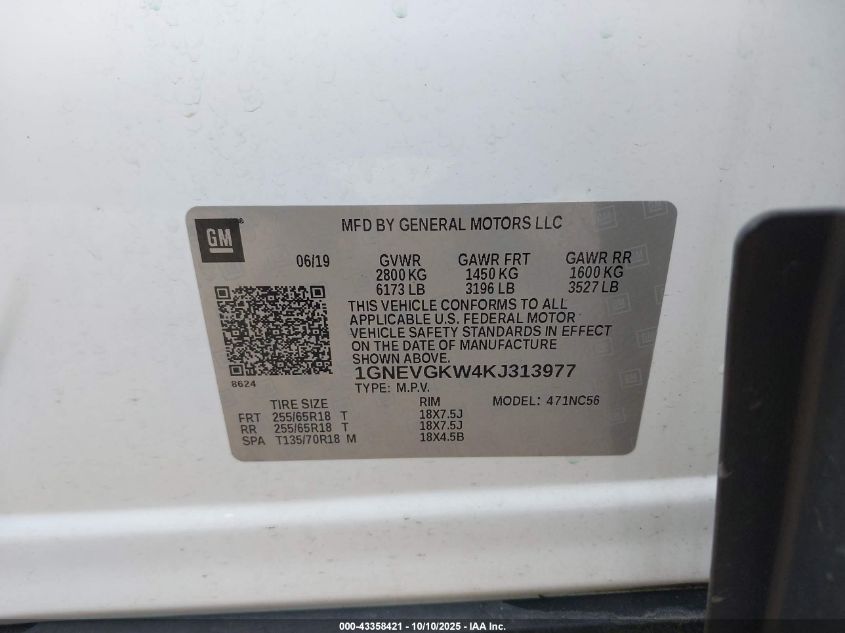 GM
MFD BY GENERAL MOTORS LLC
06/19 GVWR GAWR FRT GAWR RR
2800 KG 1450 KG 1600 KG
6173 LB 3196 LB 3527 LB
THIS VEHICLE CONFORMS TO ALL
APPLICABLE U.S. FEDERAL MOTOR
VEHICLE SAFETY STANDARDS IN EFFECT
ON THE DATE OF MANUFACTURE
SHOWN ABOVE.
8624
1GNEVGKW4KJ313977
TYPE: M.P.V.
TIRE SIZE RIM MODEL: 471NC56
FRT 255/65R18 T 18X7.5J
RR 255/65R18 T 18X7.5J
SPA T135/70R18 M 18X4.5B
000-43358421 - 10/10/2025 - IAA Inc.